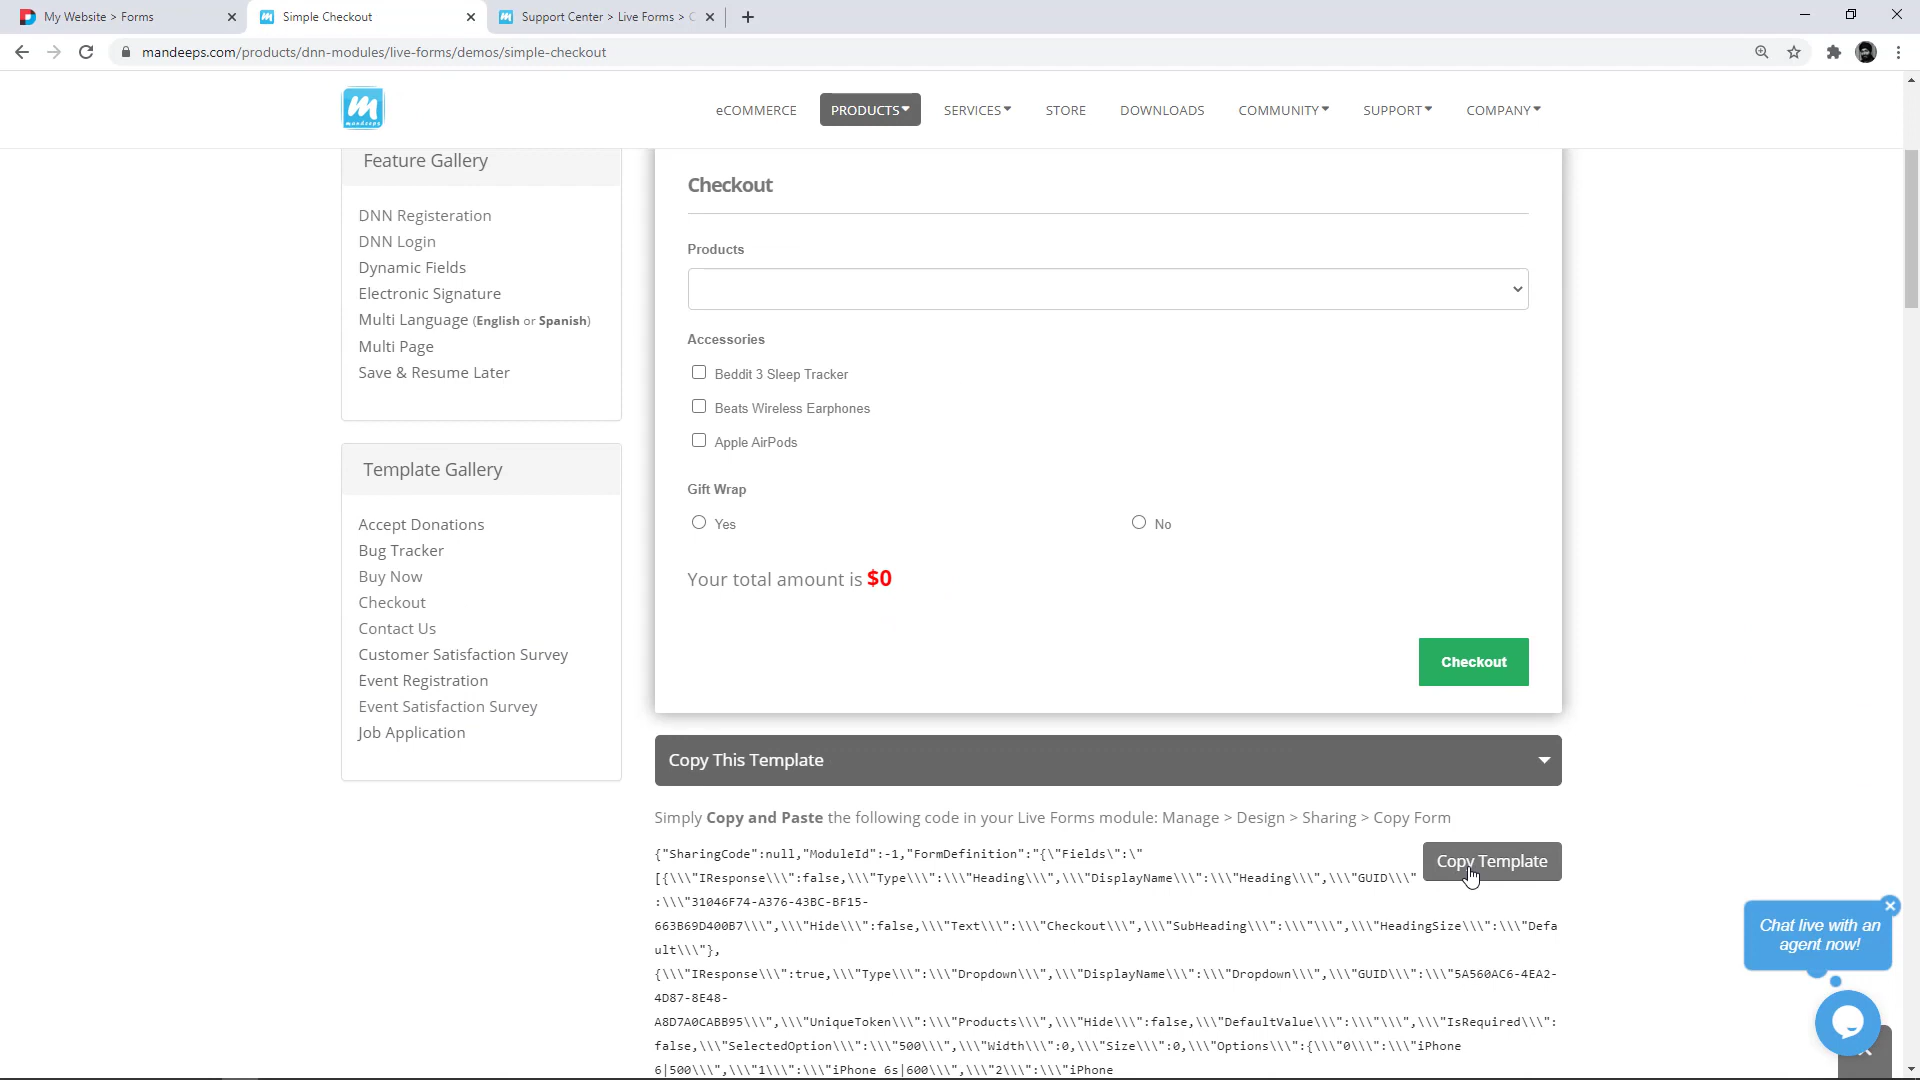 My Website > Forms
Simple Checkout
Support Center > Live Forms > C
mandeeps.com/products/dnn-modules/live-forms/demos/simple-checkout
m
mandeeps
eCOMMERCE
PRODUCTS
SERVICES
STORE
DOWNLOADS
COMMUNITY
SUPPORT
COMPANY
Feature Gallery
DNN Registeration
DNN Login
Dynamic Fields
Electronic Signature
Multi Language (English or Spanish)
Multi Page
Save & Resume Later
Template Gallery
Accept Donations
Bug Tracker
Buy Now
Checkout
Contact Us
Customer Satisfaction Survey
Event Registration
Event Satisfaction Survey
Job Application
Checkout
Products
Accessories
Beddit 3 Sleep Tracker
Beats Wireless Earphones
Apple AirPods
Gift Wrap
Yes
No
Your total amount is $0
Checkout
Copy This Template
Simply Copy and Paste the following code in your Live Forms module: Manage > Design > Sharing > Copy Form
Copy Template
{"SharingCode":null,"ModuleId":-1,"FormDefinition":"{\"Fields\":\"
[{\\\"IResponse\\\":false,\\\"Type\\\":\\\"Heading\\\",\\\"DisplayName\\\":\\\"Heading\\\",\\\"GUID\\\"
:\\\"31046F74-A376-43BC-BF15-
663B69D400B7\\\",\\\"Hide\\\":false,\\\"Text\\\":\\\"Checkout\\\",\\\"SubHeading\\\":\\\"\\\",\\\"HeadingSize\\\":\\\"Defa
ult\\\"},
{\\\"IResponse\\\":true,\\\"Type\\\":\\\"Dropdown\\\",\\\"DisplayName\\\":\\\"Dropdown\\\",\\\"GUID\\\":\\\"5A560AC6-4EA2-
4D87-8E48-
A8D7A0CABB95\\\",\\\"UniqueToken\\\":\\\"Products\\\",\\\"Hide\\\":false,\\\"DefaultValue\\\":\\\"\\\",\\\"IsRequired\\\":
false,\\\"SelectedOption\\\":\\\"500\\\",\\\"Width\\\":0,\\\"Size\\\":0,\\\"Options\\\":{\\\"0\\\":\\\"iPhone
6|500\\\",\\\"1\\\":\\\"iPhone 6s|600\\\",\\\"2\\\":\\\"iPhone
Chat live with an
agent now!